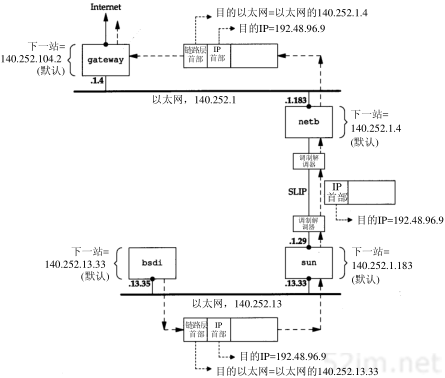 Internet
目的以太网=以太网的140.252.1.4
目的IP=192.48.96.9
下一站=
140.252.104.2
(默认)
gateway
链路层
首部
IP
首部
.1.4
以太网，140.252.1
.1.183
netb
下一站=
140.252.1.4
(默认)
调制解
调器
SLIP
IP
首部
目的IP=192.48.96.9
调制解
调器
.1.29
下一站=
140.252.13.33
(默认)
bsdi
sun
下一站=
140.252.1.183
(默认)
.13.35
.13.33
以太网，140.252.13
链路层
首部
IP
首部
目的IP=192.48.96.9
目的以太网=以太网的140.252.13.33
52im.net